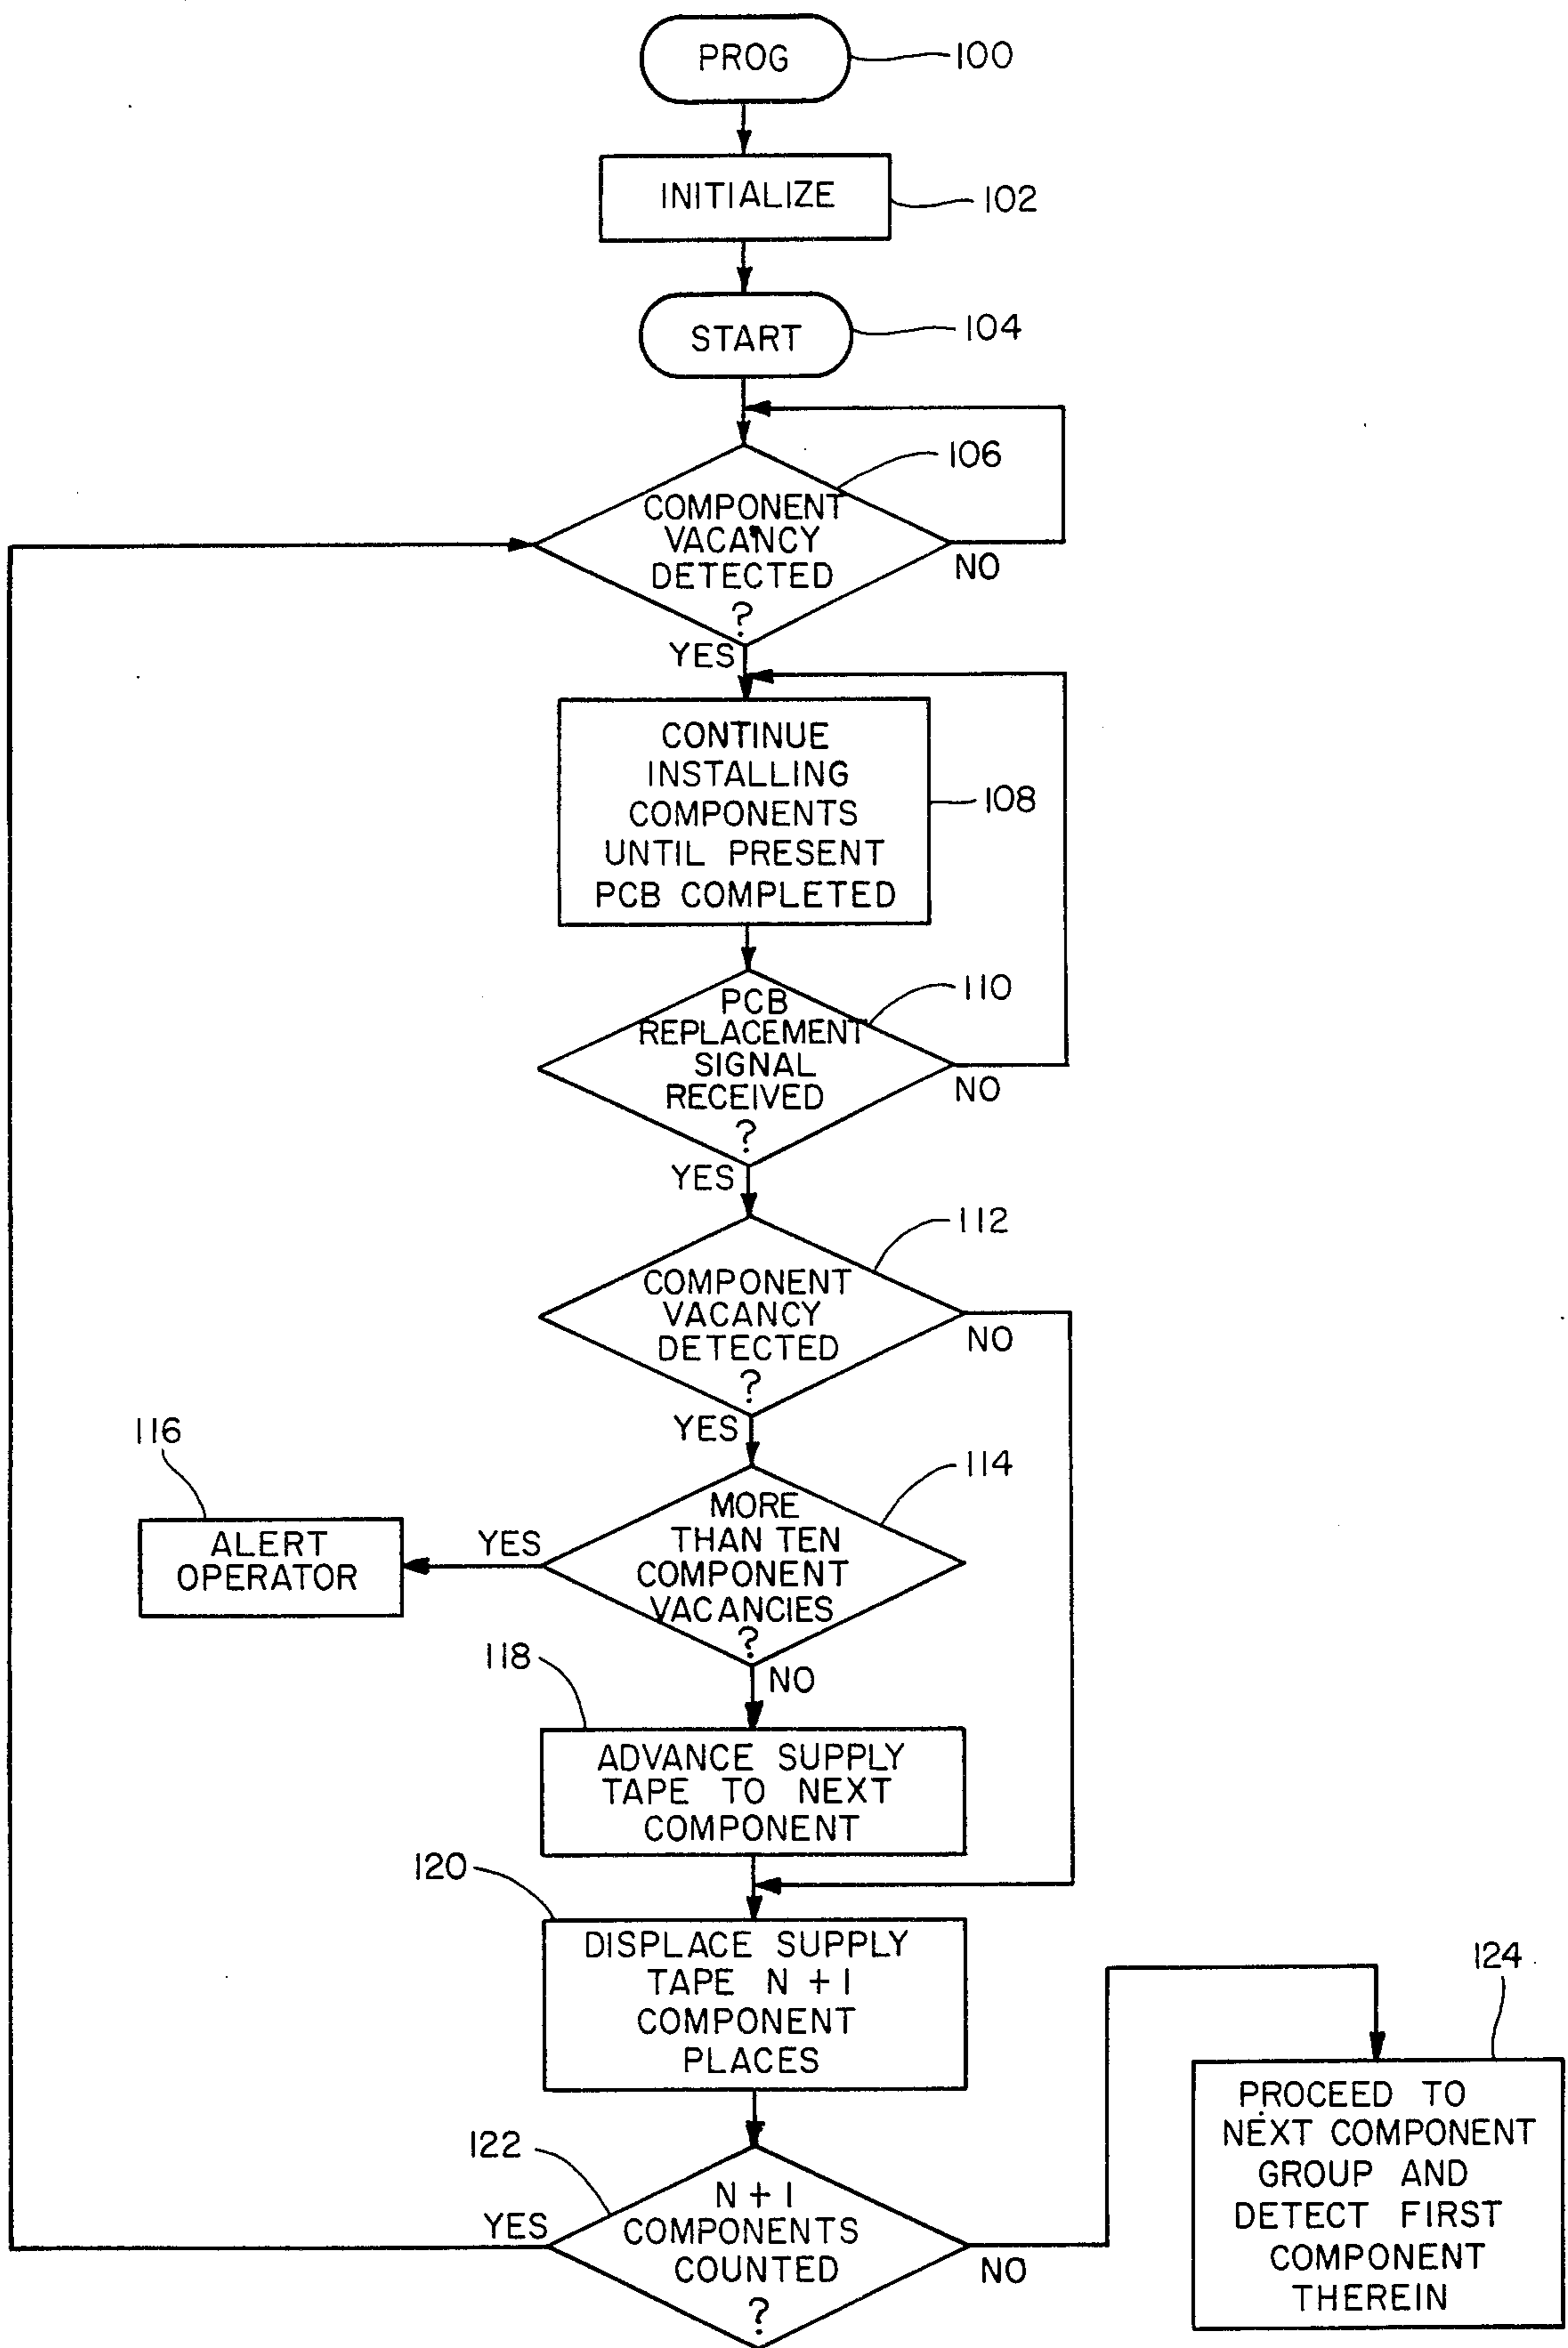 PROG
100
INITIALIZE
102
START
104
106
COMPONENT
VACANCY
DETECTED
?
NO
YES
CONTINUE
INSTALLING
COMPONENTS
UNTIL PRESENT
PCB COMPLETED
108
110
PCB
REPLACEMENT
SIGNAL
RECEIVED
?
NO
YES
112
COMPONENT
VACANCY
DETECTED
?
NO
YES
114
MORE
THAN TEN
COMPONENT
VACANCIES
?
YES
116
ALERT
OPERATOR
NO
118
ADVANCE SUPPLY
TAPE TO NEXT
COMPONENT
120
DISPLACE SUPPLY
TAPE N + 1
COMPONENT
PLACES
122
N + 1
COMPONENTS
COUNTED
?
YES
NO
124
PROCEED TO
NEXT COMPONENT
GROUP AND
DETECT FIRST
COMPONENT
THEREIN